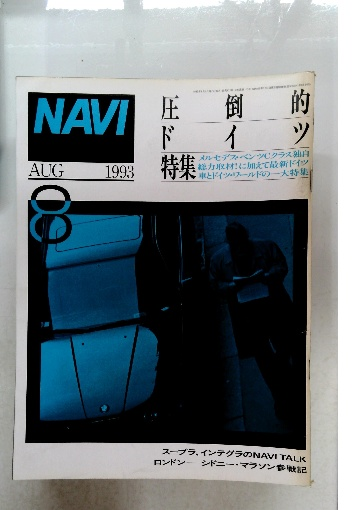 NAVI
AUG 1993
8
圧倒的
ドイツ
特集
メルセデス・ベンツCクラス独自
総力取材!に加えて最新ドイツ
車とドイツ・ワールドの一大特集
スープラ、インテグラのNAVI TALK
ロンドン— シドニー・マラソン参戦記